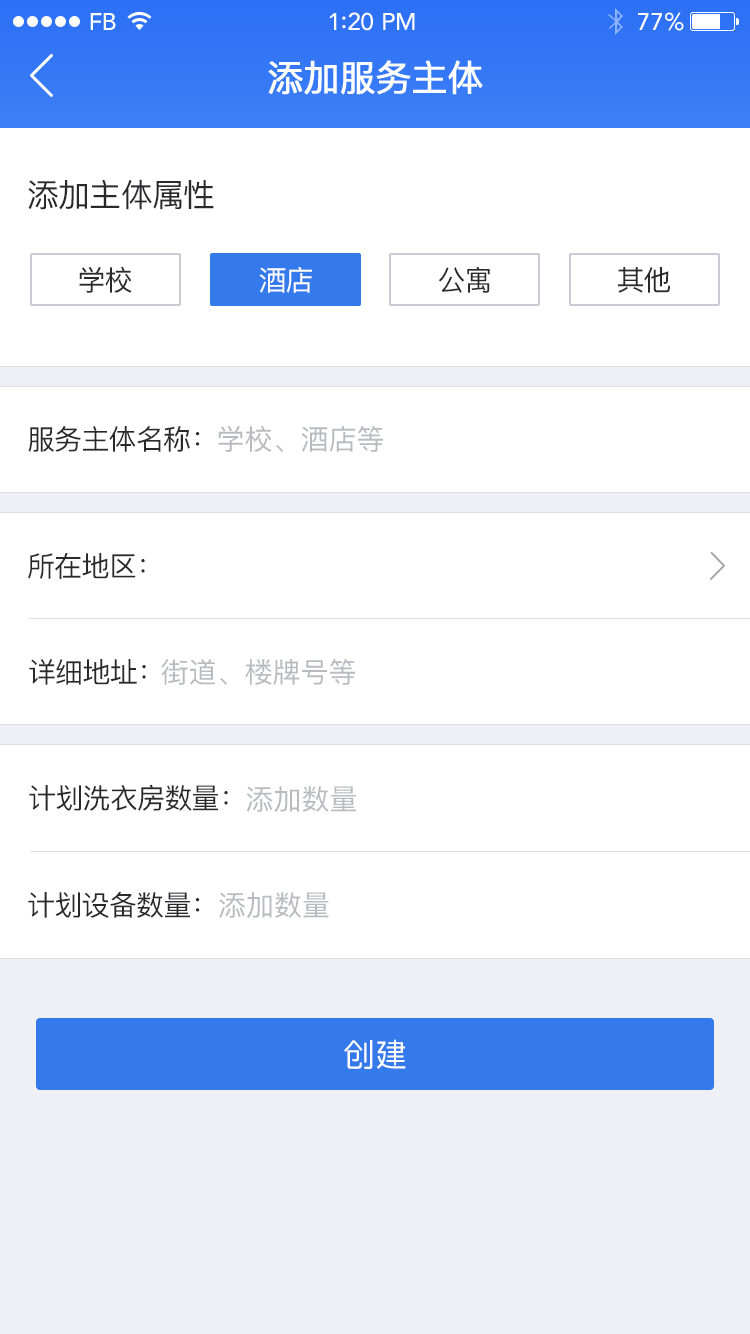 FB 1:20 PM 77%
添加服务主体
添加主体属性
学校 酒店 公寓 其他
服务主体名称: 学校、酒店等
所在地区:
详细地址: 街道、楼牌号等
计划洗衣房数量: 添加数量
计划设备数量: 添加数量
创建